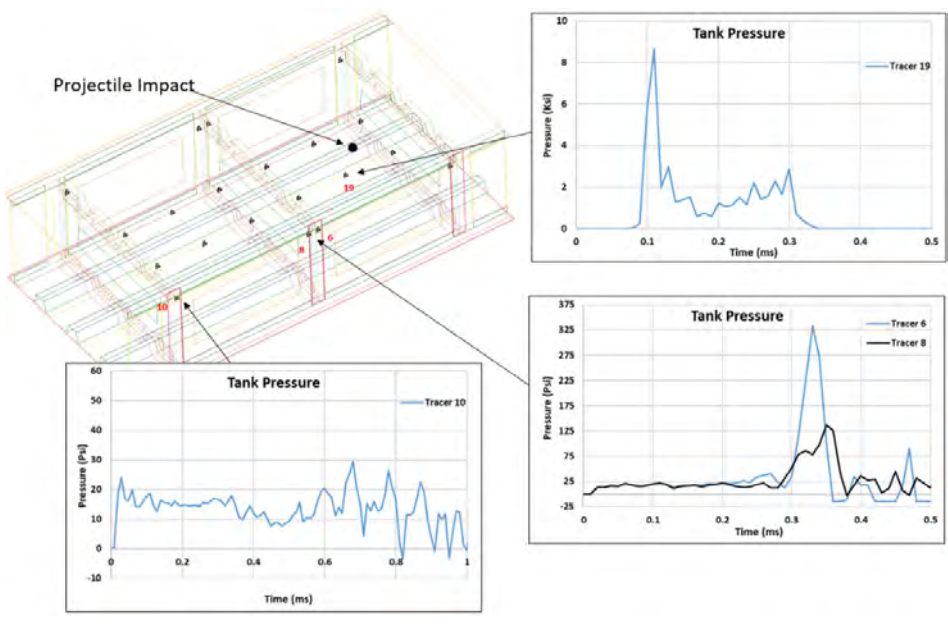 Projectile Impact
19
8
6
10
Tank Pressure
Tracer 19
Pressure (Ksi)
10
8
6
4
2
0
0 0.1 0.2 0.3 0.4 0.5
Time (ms)
Tank Pressure
Tracer 6
Tracer 8
Pressure (Psi)
375
325
275
225
175
125
75
25
-25
0 0.1 0.2 0.3 0.4 0.5
Time (ms)
Tank Pressure
Tracer 10
Pressure (Psi)
60
50
40
30
20
10
0
-10
0 0.2 0.4 0.6 0.8 1
Time (ms)